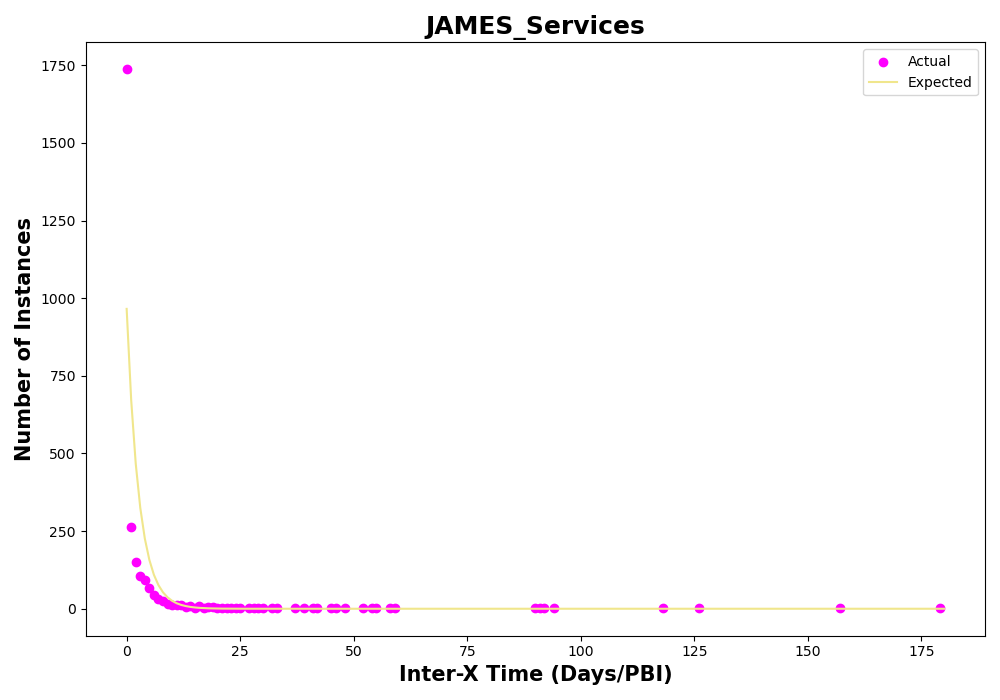 JAMES_Services
Actual
Expected
Number of Instances
1750
1500
1250
1000
750
500
250
0
0 25 50 75 100 125 150 175
Inter-X Time (Days/PBI)